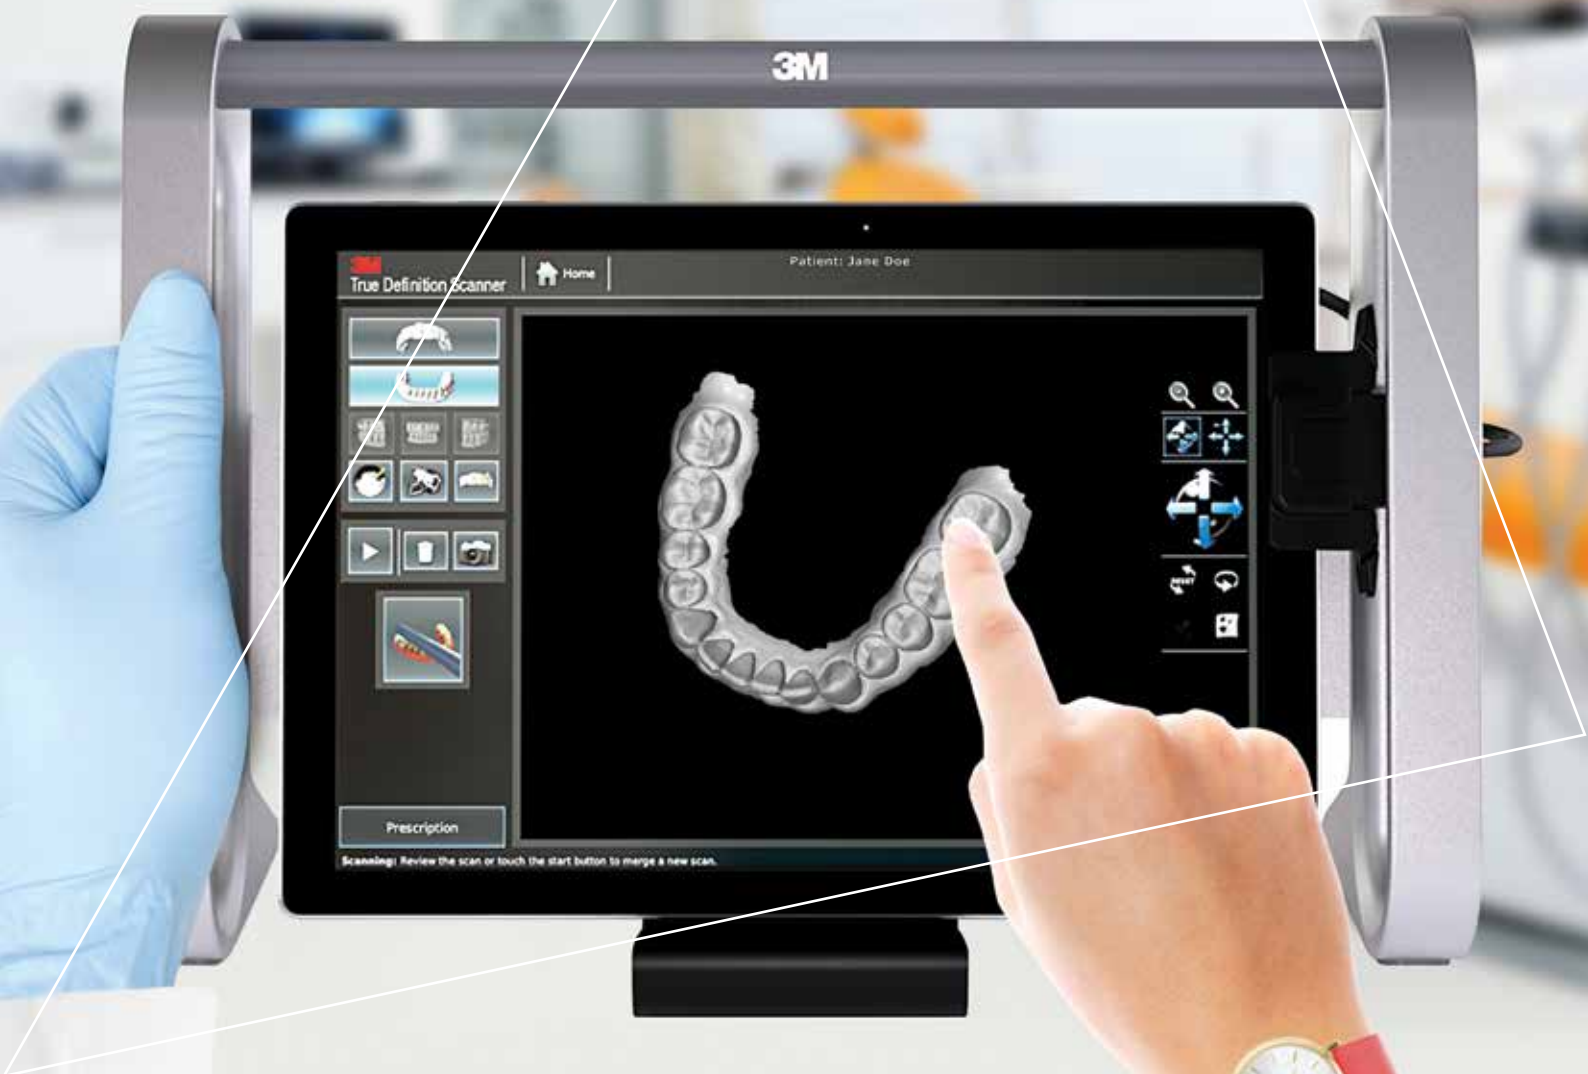 3M
3M
True Definition Scanner
Home
Patient: Jane Doe
RESET
Prescription
Scanning: Review the scan or touch the start button to merge a new scan.